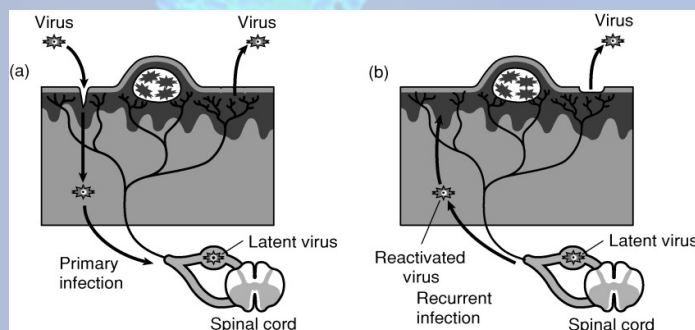 Virus
Virus
(a)
Latent virus
Primary
infection
Spinal cord
Virus
(b)
Latent virus
Reactivated
virus
Recurrent
infection
Spinal cord